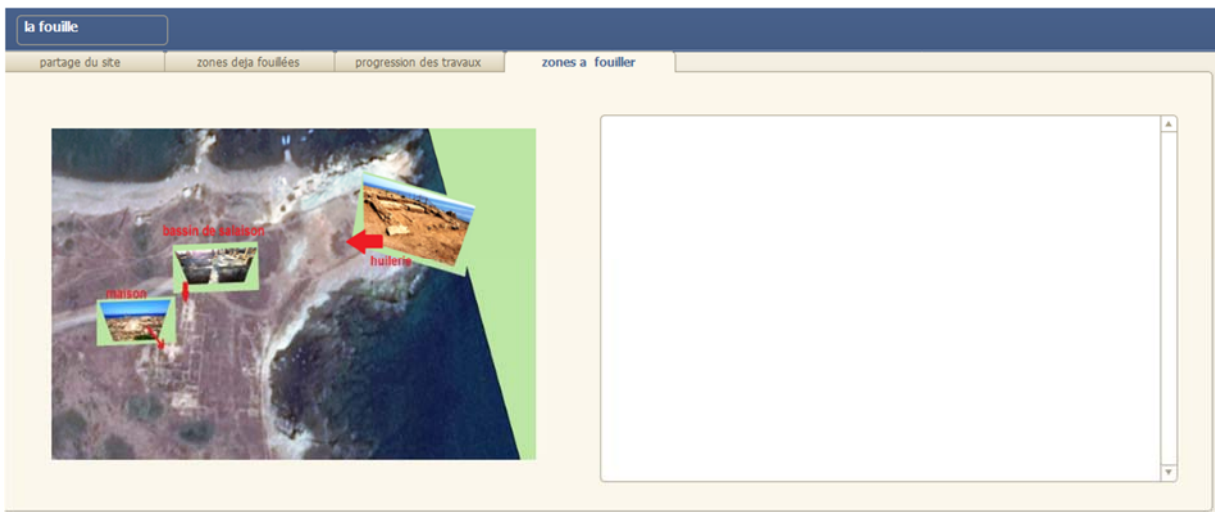 la fouille
partage du site
zones deja fouillées
progression des travaux
zones a fouiller
bassin de salaison
huilerie
maison